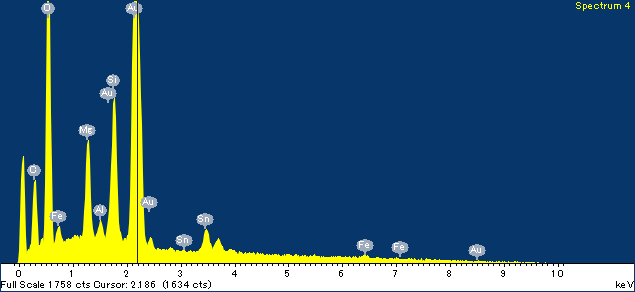 Spectrum 4
O
Au
Si
Au
Mg
O
Au
Al
Fe
Sn
Sn
Fe
Fe
Au
0 1 2 3 4 5 6 7 8 9 10
Full Scale 1758 cts Cursor: 2.186 (1634 cts)
keV